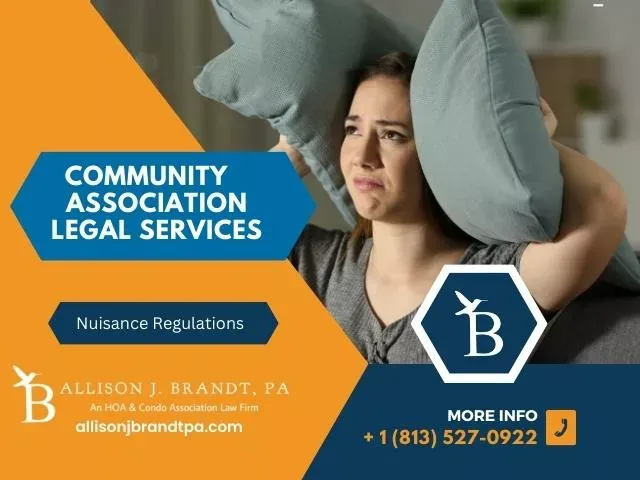 COMMUNITY
ASSOCIATION
LEGAL SERVICES
Nuisance Regulations
B
ALLISON J. BRANDT, PA
An HOA & Condo Association Law Firm
allisonjbrandtpa.com
B
MORE INFO
+ 1 (813) 527-0922